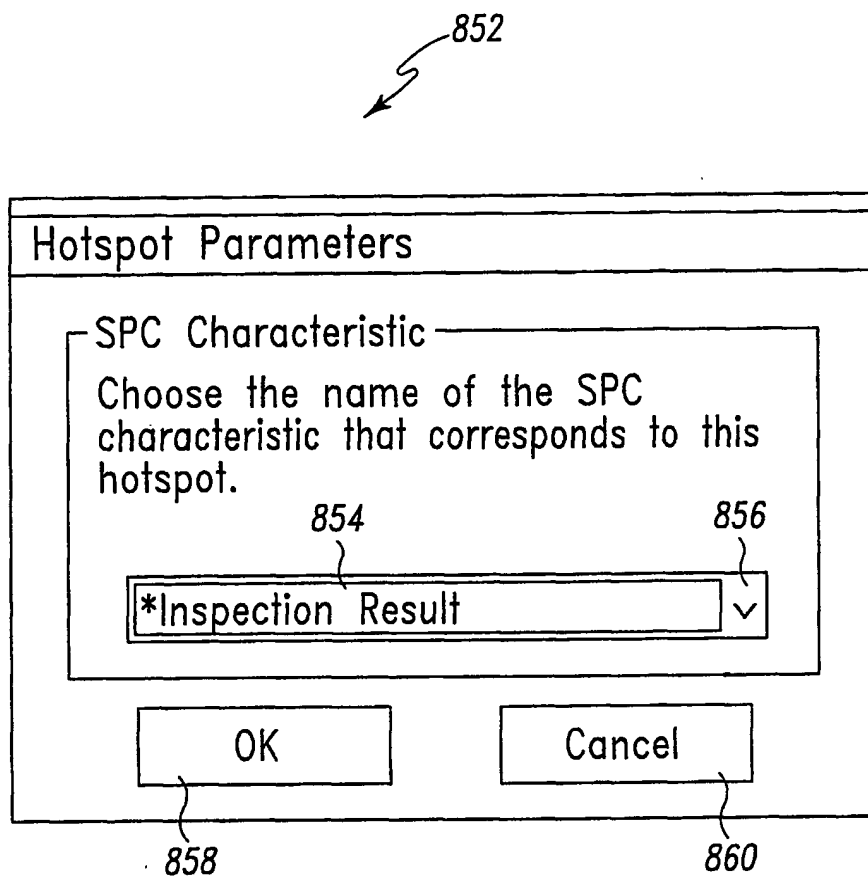 852
Hotspot Parameters
SPC Characteristic
Choose the name of the SPC
characteristic that corresponds to this
hotspot.
854 856
*Inspection Result
OK Cancel
858 860